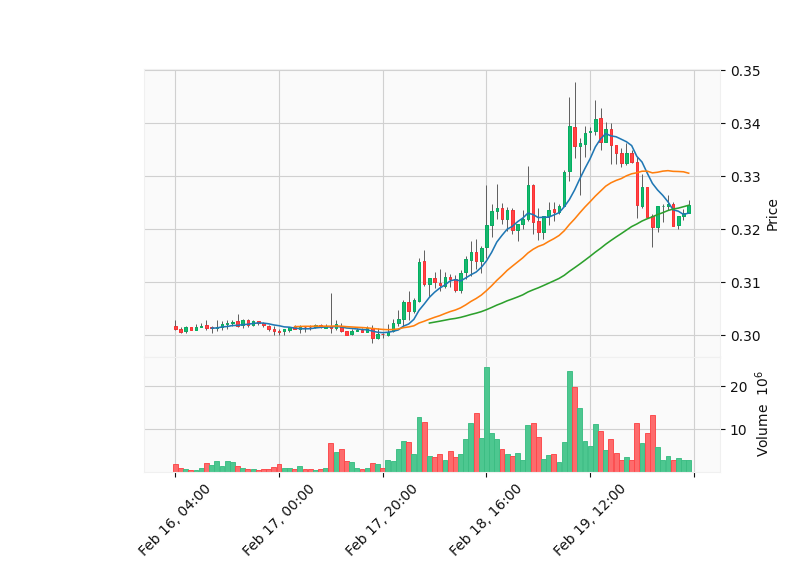 0.35
0.34
0.33
0.32
0.31
0.30
Price
20
10
Volume 10^6
Feb 16, 04:00
Feb 17, 00:00
Feb 17, 20:00
Feb 18, 16:00
Feb 19, 12:00